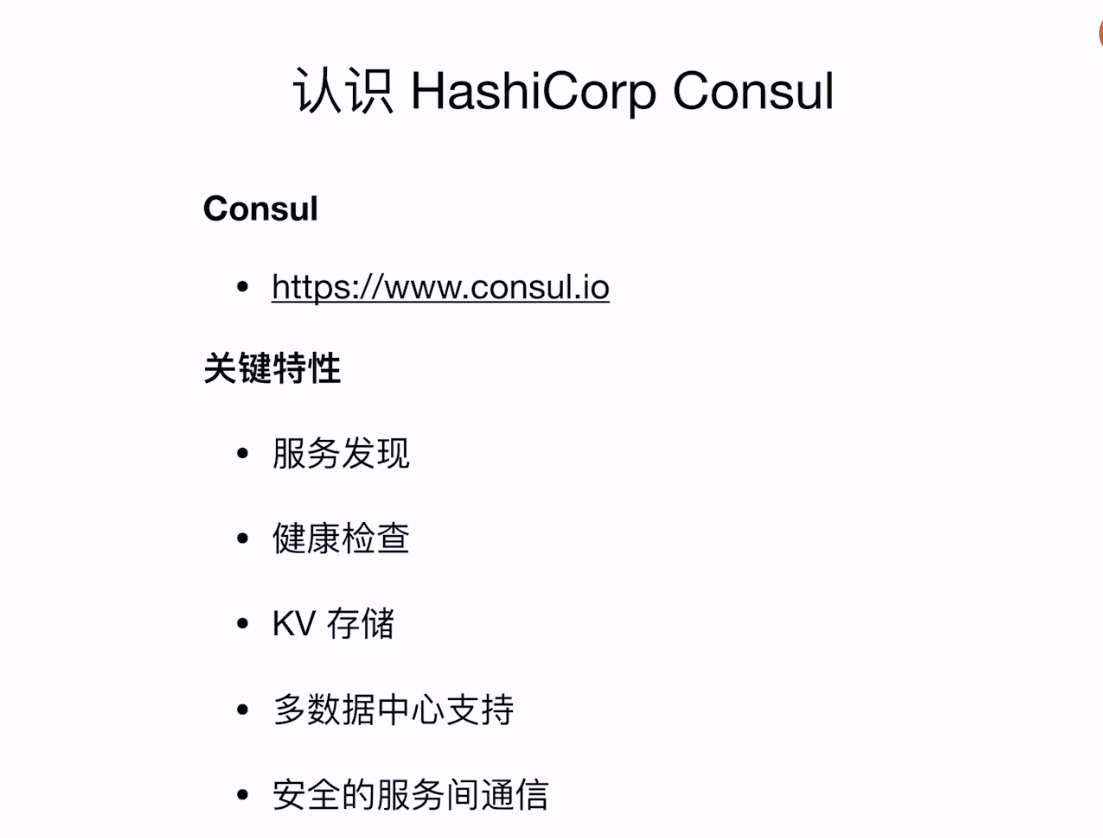 认识 HashiCorp Consul
Consul
• https://www.consul.io
关键特性
• 服务发现
• 健康检查
• KV 存储
• 多数据中心支持
• 安全的服务间通信